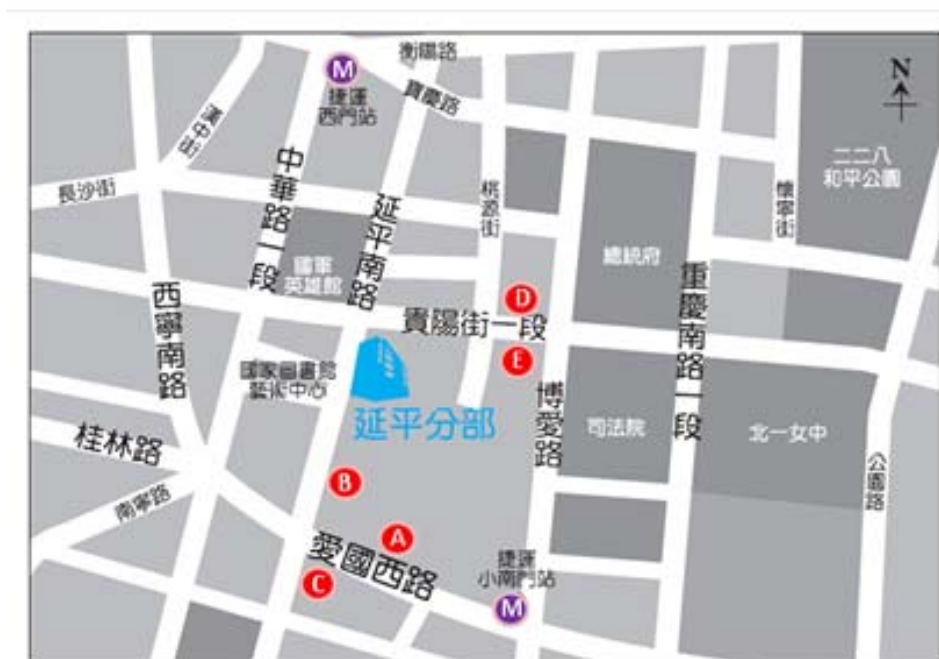 衡陽路
N
M
捷運
西門站
寶慶路
漢中街
二二八
和平公園
長沙街
中華路一段
延平南路
桃源街
懷寧街
總統府
國軍
英雄館
西寧南路
D
重慶南路一段
貴陽街一段
E
國家圖書館
藝術中心
延平分部
博愛路
司法院
北一女中
桂林路
公園路
南寧路
B
A
愛國西路
捷運
小南門站
C
M